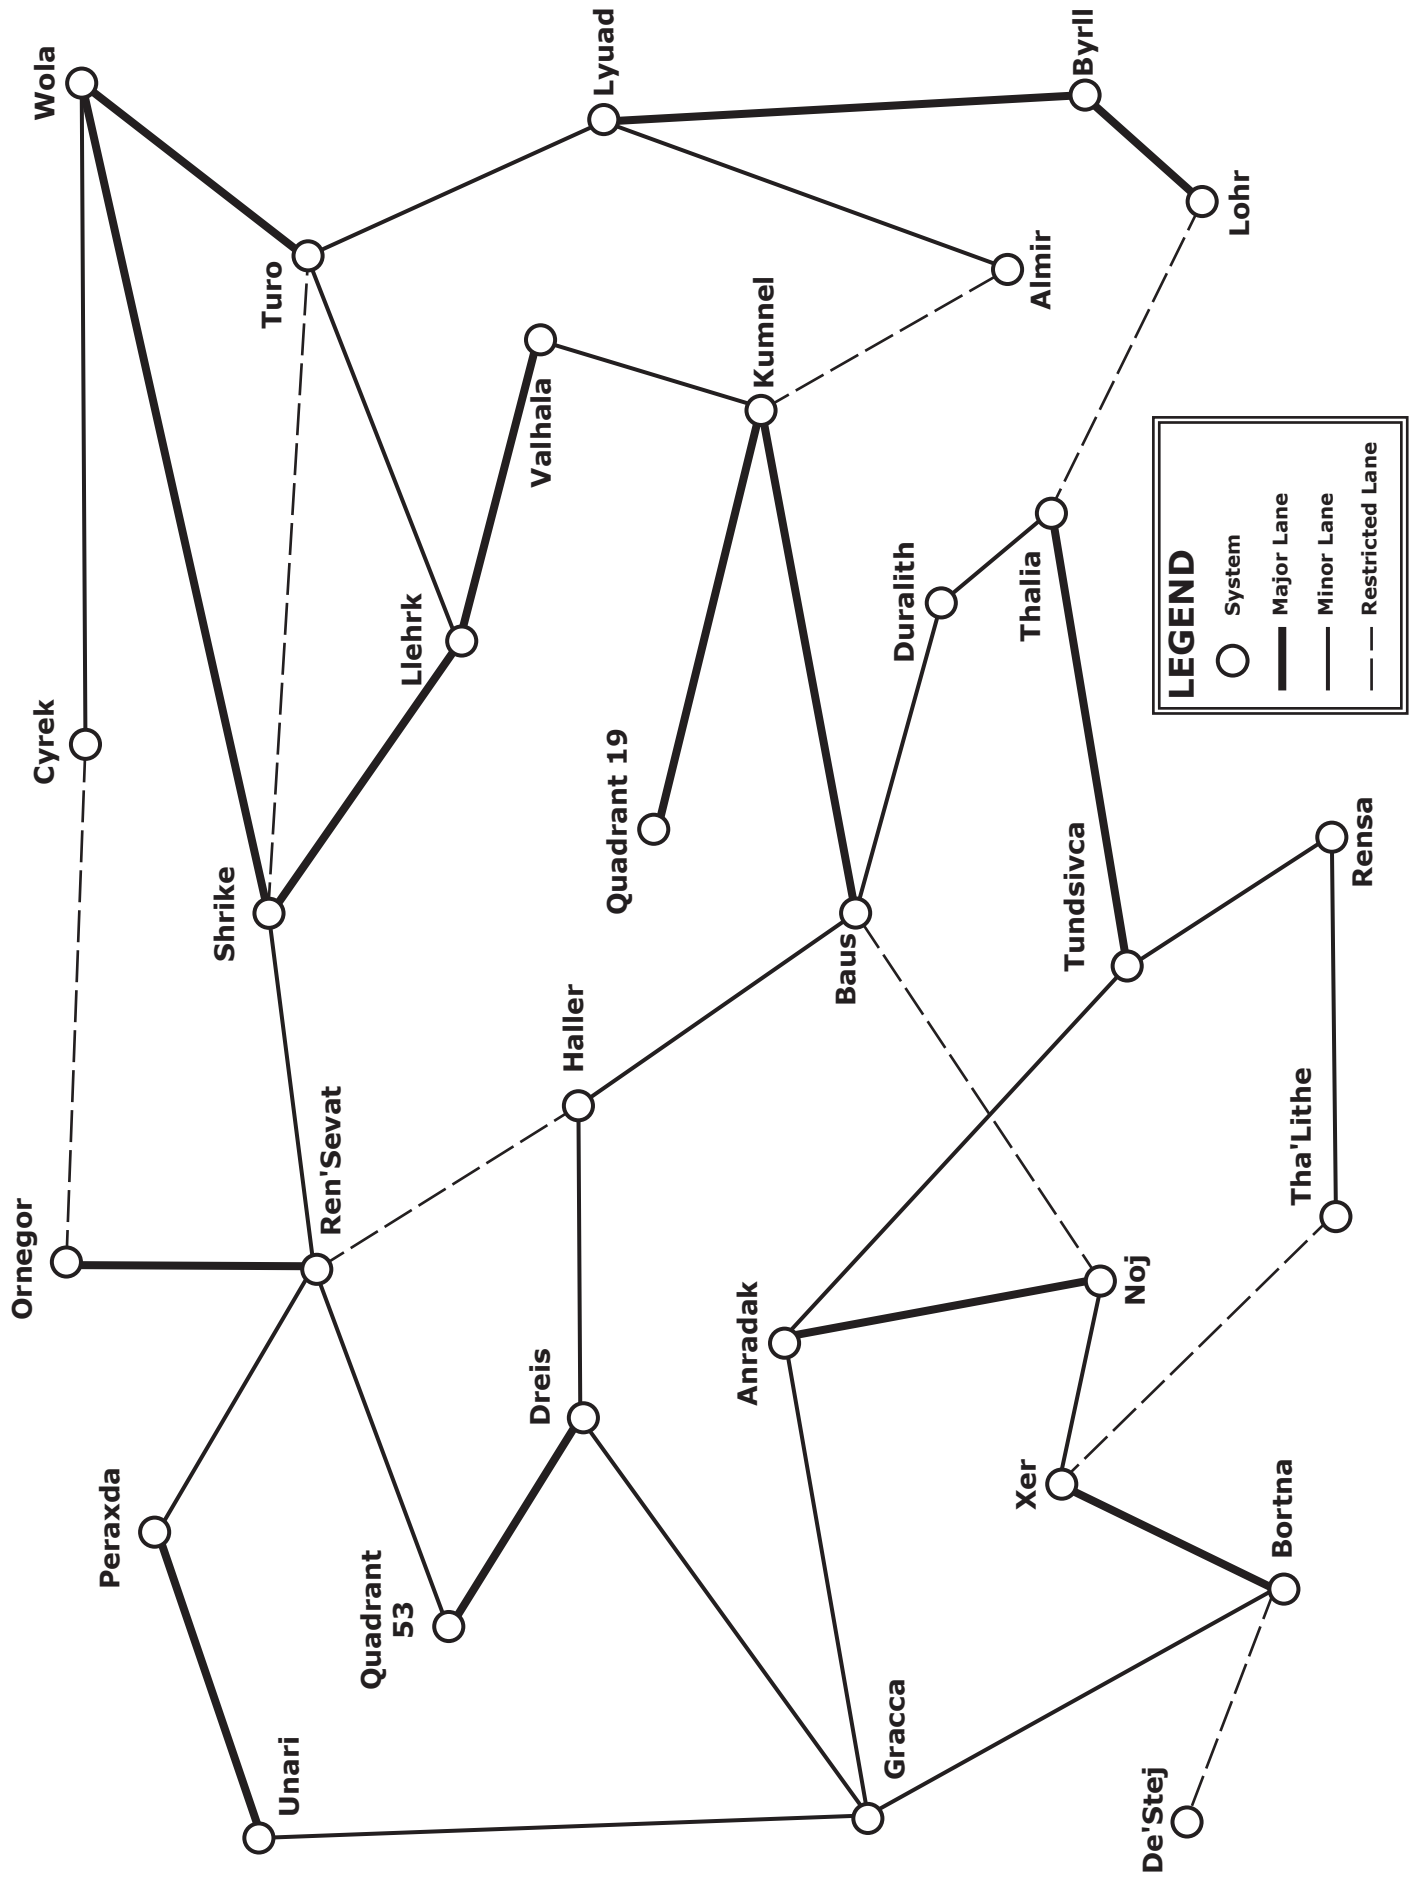 Ornegor
Cyrek
Wola
Peraxda
Ren'Sevat
Shrike
Turo
Unari
Quadrant
53
Llehrk
Valhala
Lyuad
Dreis
Haller
Quadrant 19
Kumnel
Gracca
Anradak
Baus
Duralith
Almir
Byrll
De'Stej
Xer
Noj
Tundsivca
Thalia
Lohr
Bortna
Tha'Lithe
Rensa
LEGEND
System
Major Lane
Minor Lane
Restricted Lane